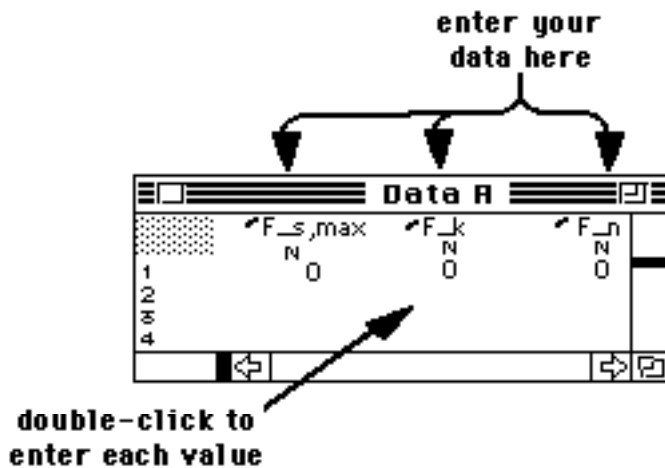 enter your
data here
Data A
F_s,max F_k F_n
N N N
1 0 0 0
2
3
4
double-click to
enter each value